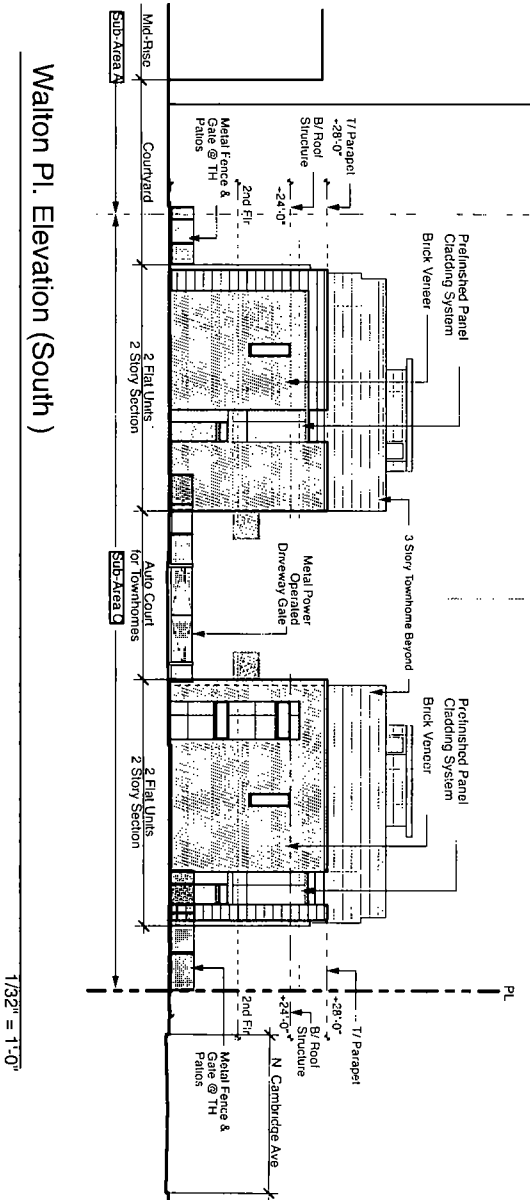 T/ Parapet
+28'-0"
B/ Roof
Structure
+24'-0"
2nd Flr
Metal Fence &
Gate @ TH
Patios
Mid-Rise
Courtyard
Sub-Area A
Prefinished Panel
Cladding System
Brick Veneer
2 Flat Units
2 Story Section
3 Story Townhome Beyond
Metal Power
Operated
Driveway Gate
Auto Court
for Townhomes
Sub-Area C
Prefinished Panel
Cladding System
Brick Veneer
2 Flat Units
2 Story Section
PL
T/ Parapet
+28'-0"
B/ Roof
Structure
+24'-0"
2nd Flr
Metal Fence &
Gate @ TH
Patios
N Cambridge Ave
Walton Pl. Elevation (South )
1/32" = 1'-0"